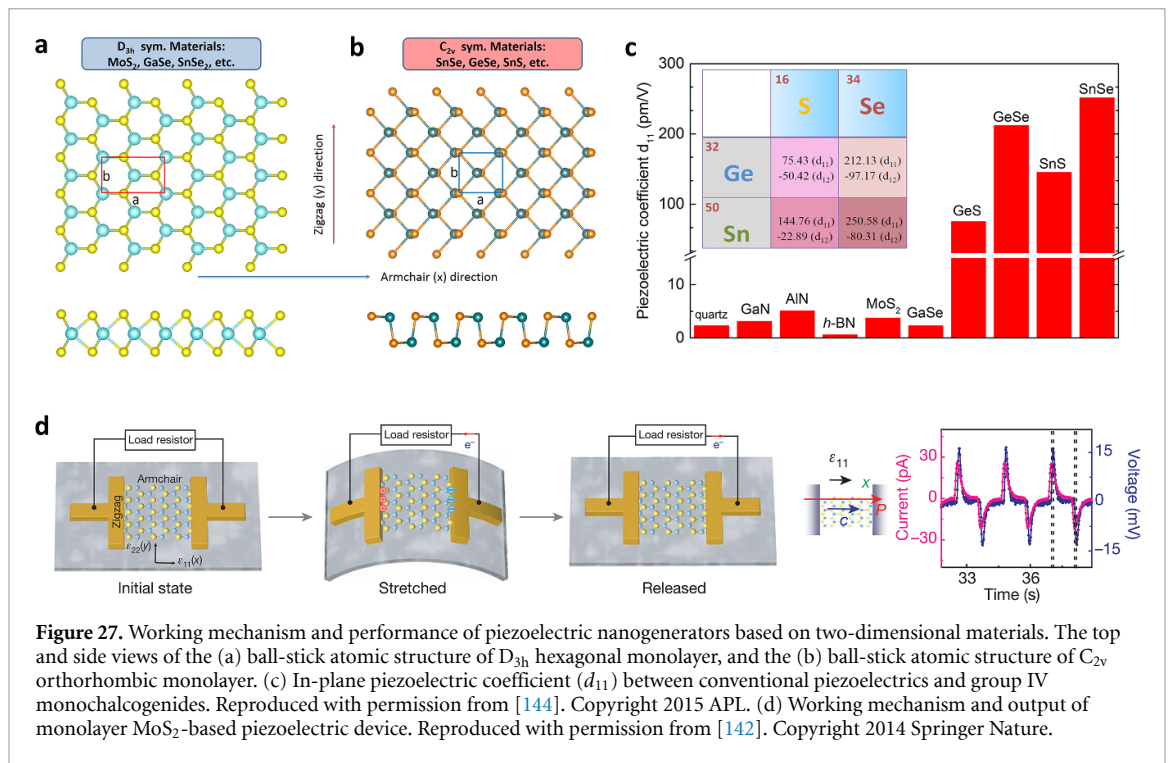 a
D3h sym. Materials:
MoS2, GaSe, SnSe2, etc.
b
a
Zigzag (y) direction
Armchair (x) direction
b
C2v sym. Materials:
SnSe, GeSe, SnS, etc.
b
a
c
Piezoelectric coefficient d11 (pm/V)
300
200
100
10
5
0
16
S
34
Se
32
Ge
75.43 (d11)
-50.42 (d12)
212.13 (d11)
-97.17 (d12)
50
Sn
144.76 (d11)
-22.89 (d12)
250.58 (d11)
-80.31 (d12)
quartz
GaN
AlN
h-BN
MoS2
GaSe
GeS
GeSe
SnS
SnSe
d
Load resistor
Armchair
Zigzag
ε22(y)
ε11(x)
Initial state
Load resistor
e−
Stretched
Load resistor
e−
Released
ε11
x
P
c
Current (pA)
30
0
−30
33
36
Time (s)
15
0
−15
Voltage (mV)
Figure 27. Working mechanism and performance of piezoelectric nanogenerators based on two-dimensional materials. The top
and side views of the (a) ball-stick atomic structure of D3h hexagonal monolayer, and the (b) ball-stick atomic structure of C2v
orthorhombic monolayer. (c) In-plane piezoelectric coefficient (d11) between conventional piezoelectrics and group IV
monochalcogenides. Reproduced with permission from [144]. Copyright 2015 APL. (d) Working mechanism and output of
monolayer MoS2-based piezoelectric device. Reproduced with permission from [142]. Copyright 2014 Springer Nature.